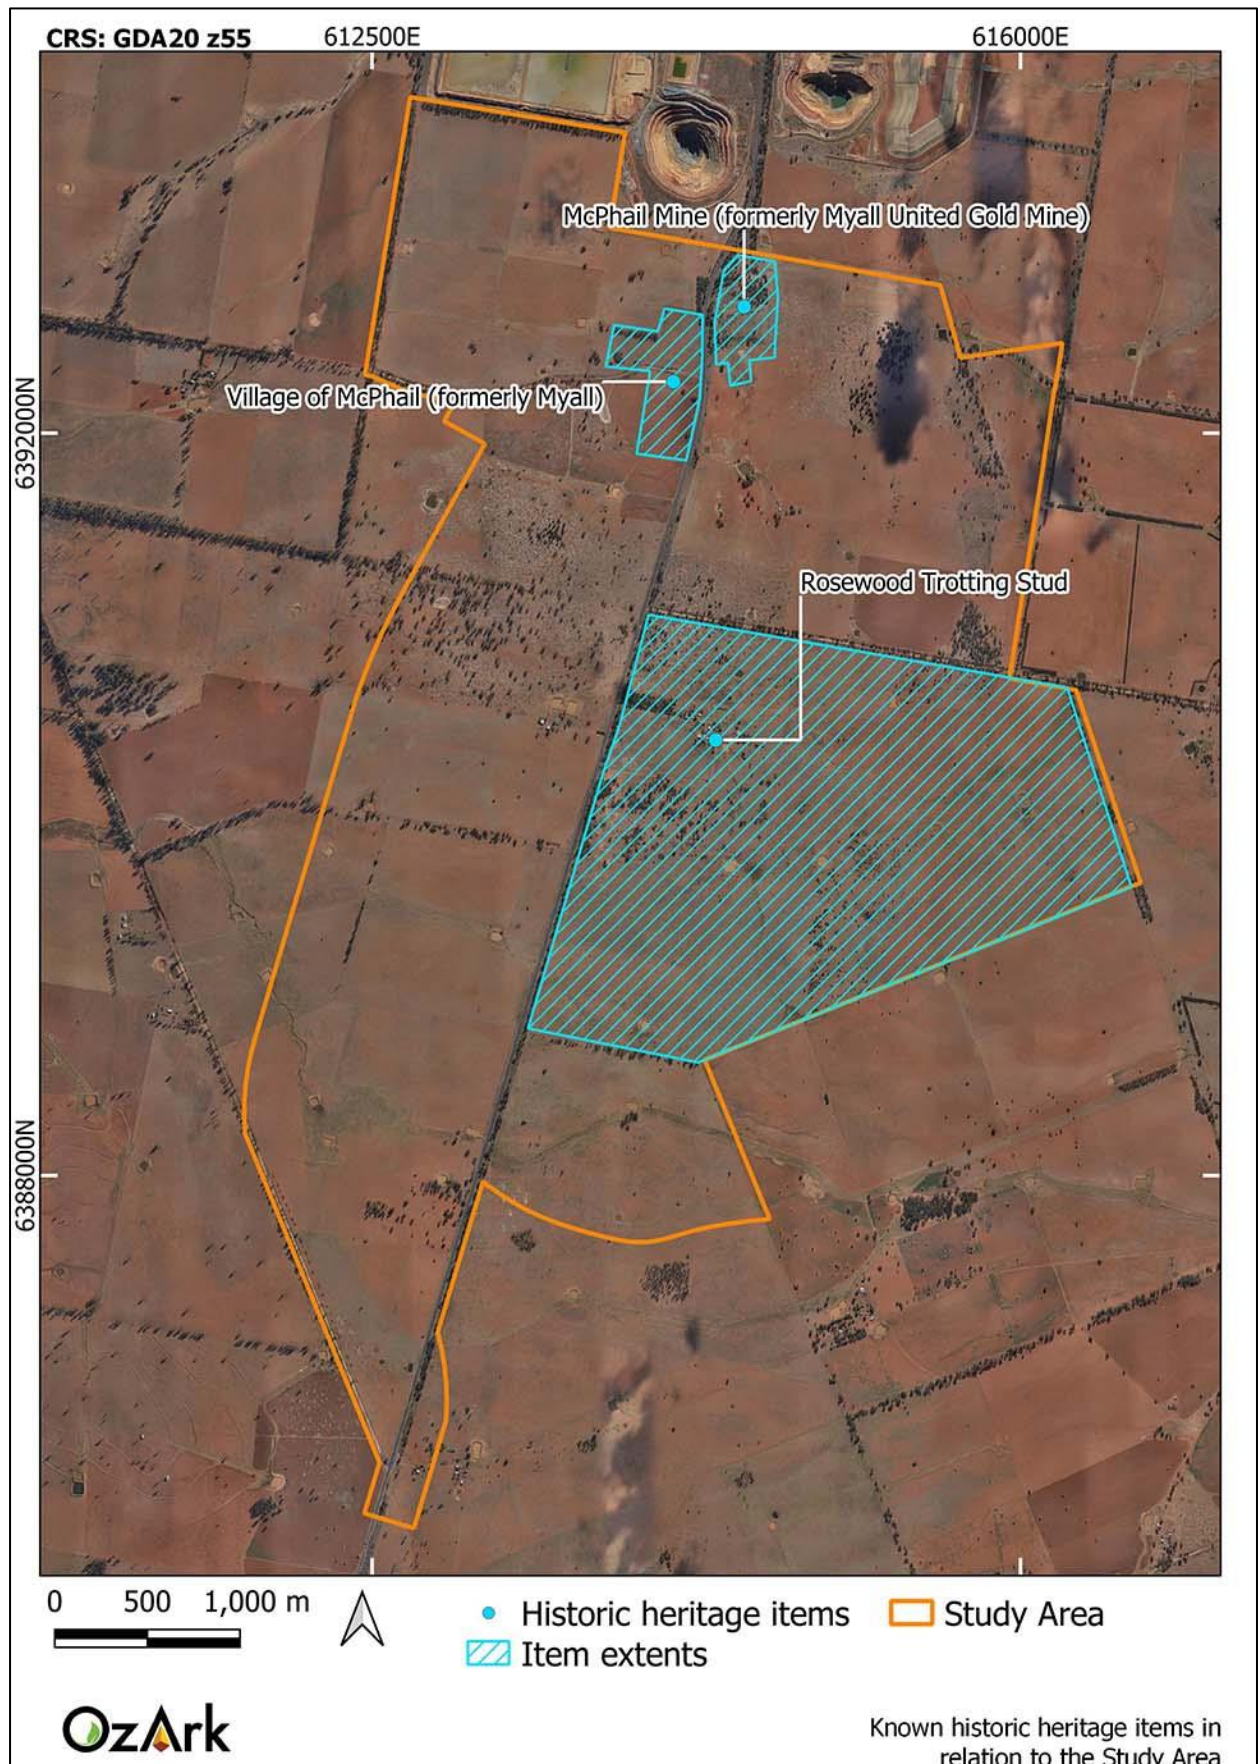 CRS: GDA20 z55
612500E
616000E
McPhail Mine (formerly Myall United Gold Mine)
Village of McPhail (formerly Myall)
6392000N
Rosewood Trotting Stud
6388000N
0 500 1,000 m
Historic heritage items
Study Area
Item extents
OzArk
Known historic heritage items in
relation to the Study Area